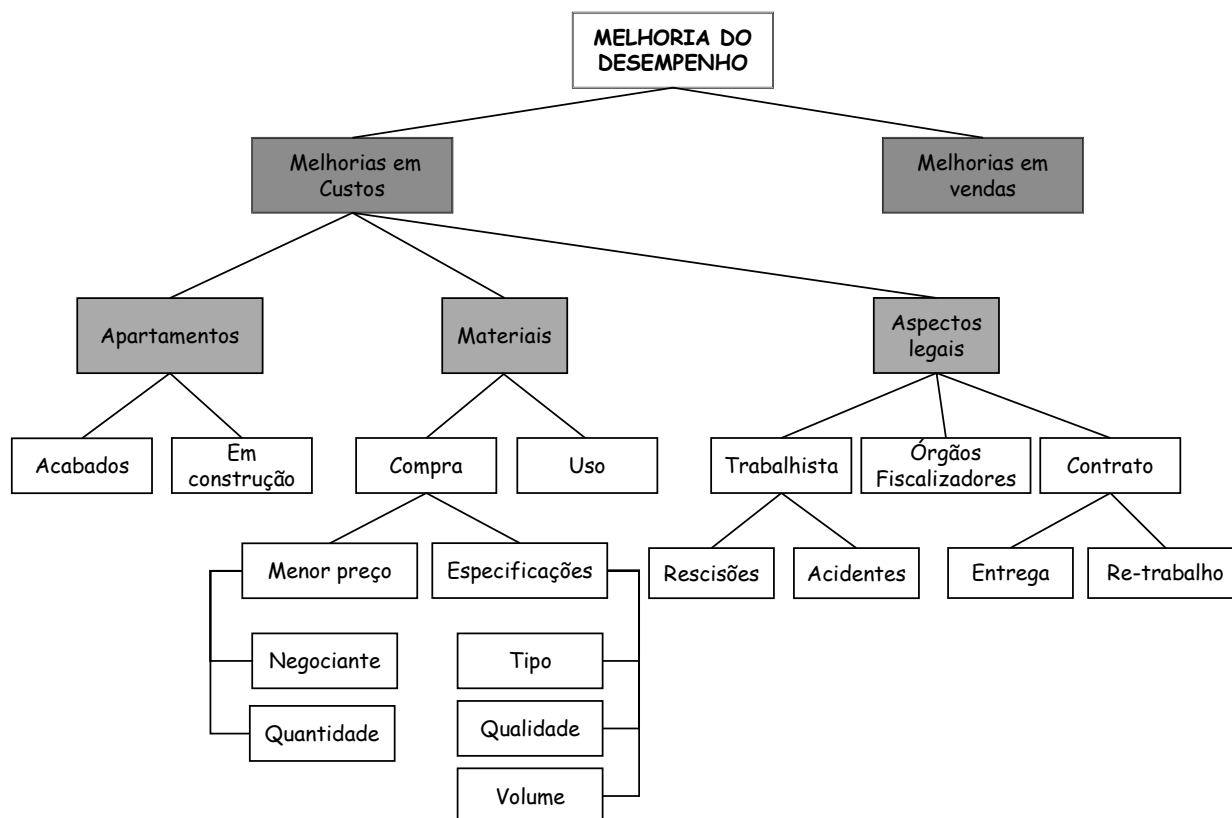 MELHORIA DO
DESEMPENHO
Melhorias em
Custos
Melhorias em
vendas
Apartamentos
Materiais
Aspectos
legais
Acabados
Em
construção
Compra
Uso
Trabalhista
Órgãos
Fiscalizadores
Contrato
Menor preço
Especificações
Rescisões
Acidentes
Entrega
Re-trabalho
Negociante
Tipo
Quantidade
Qualidade
Volume